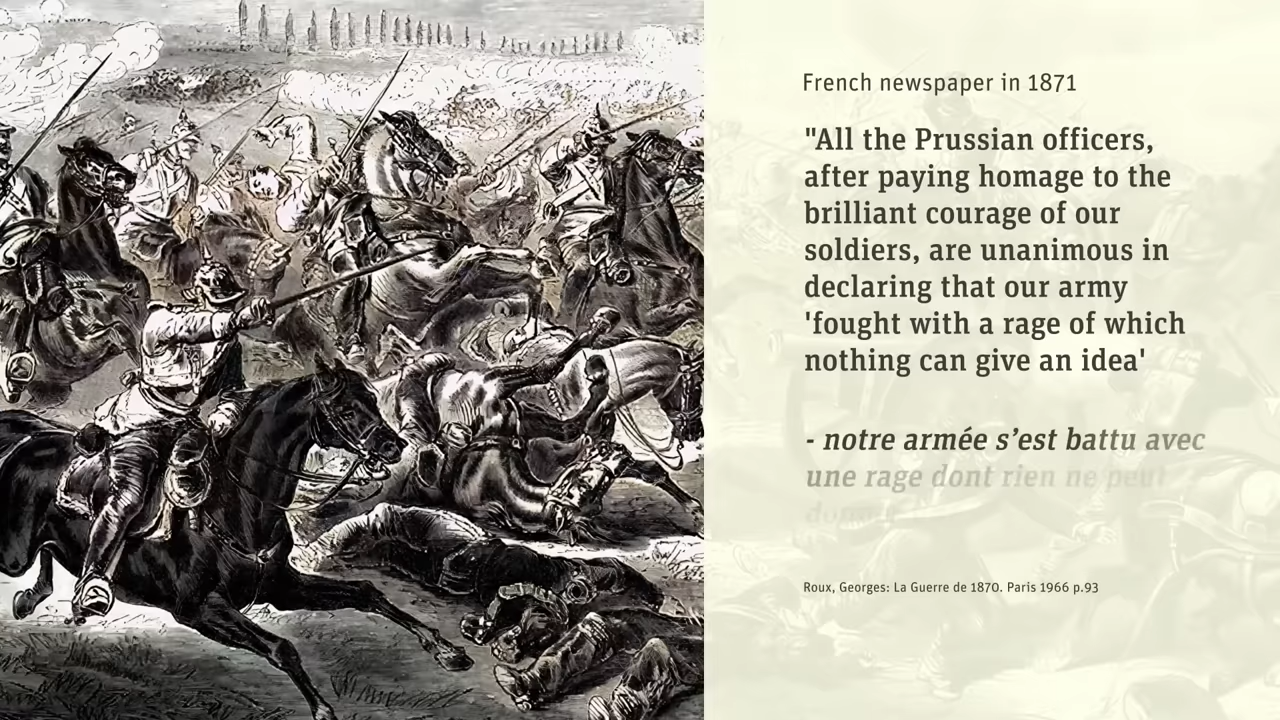 French newspaper in 1871
"All the Prussian officers,
after paying homage to the
brilliant courage of our
soldiers, are unanimous in
declaring that our army
'fought with a rage of which
nothing can give an idea'
- notre armée s’est battu avec
une rage dont rien ne peut
Roux, Georges: La Guerre de 1870. Paris 1966 p.93